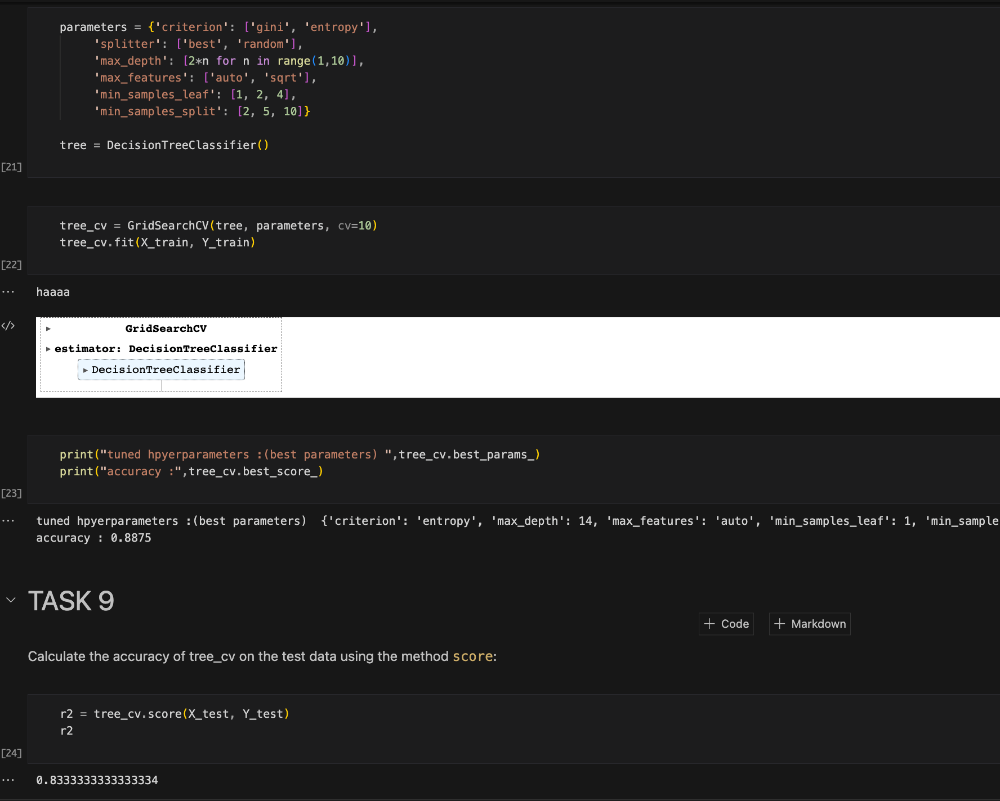 parameters = {'criterion': ['gini', 'entropy'],
'splitter': ['best', 'random'],
'max_depth': [2*n for n in range(1,10)],
'max_features': ['auto', 'sqrt'],
'min_samples_leaf': [1, 2, 4],
'min_samples_split': [2, 5, 10]}
tree = DecisionTreeClassifier()
[21]
tree_cv = GridSearchCV(tree, parameters, cv=10)
tree_cv.fit(X_train, Y_train)
[22]
... haaaa
</> ▸ GridSearchCV
▸ estimator: DecisionTreeClassifier
▸ DecisionTreeClassifier
print("tuned hpyerparameters :(best parameters) ",tree_cv.best_params_)
print("accuracy :",tree_cv.best_score_)
[23]
... tuned hpyerparameters :(best parameters)  {'criterion': 'entropy', 'max_depth': 14, 'max_features': 'auto', 'min_samples_leaf': 1, 'min_sample
accuracy : 0.8875
TASK 9
+ Code + Markdown
Calculate the accuracy of tree_cv on the test data using the method score:
r2 = tree_cv.score(X_test, Y_test)
r2
[24]
... 0.8333333333333334